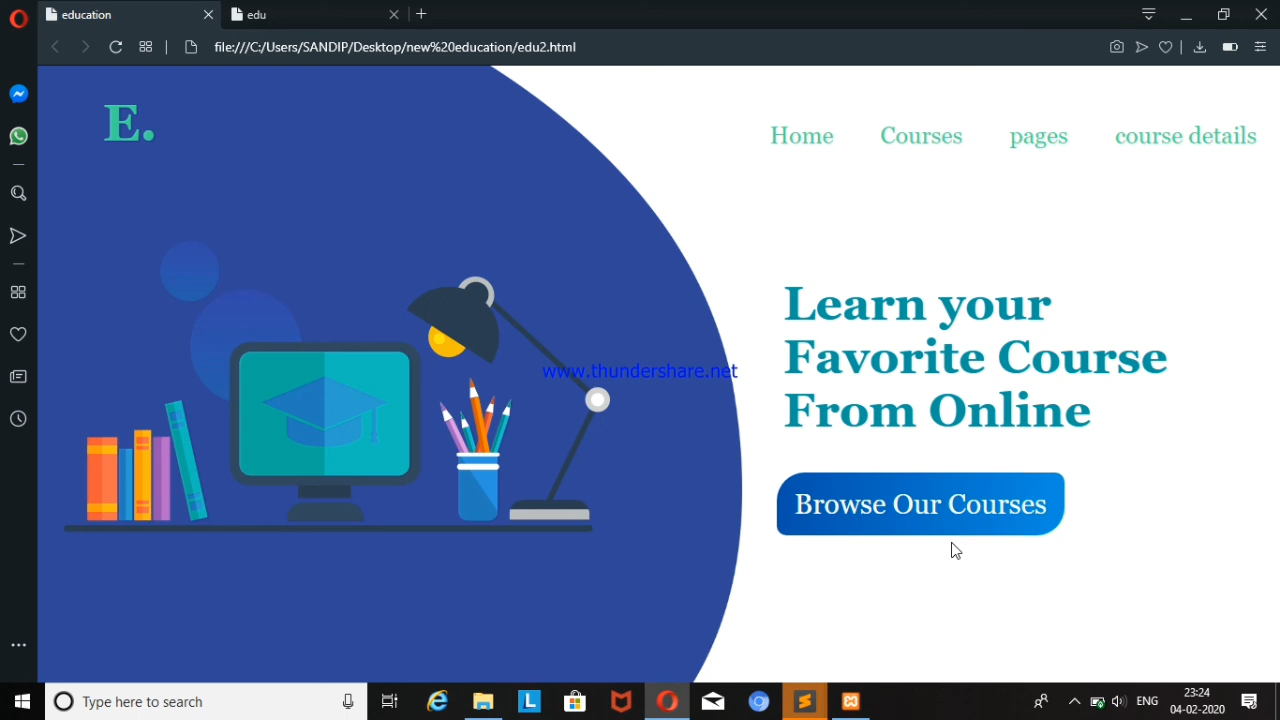 education
edu
file:///C:/Users/SANDIP/Desktop/new%20education/edu2.html
E.
Home Courses pages course details
Learn your
Favorite Course
From Online
www.thundershare.net
Browse Our Courses
Type here to search
L
ENG
23:24
04-02-2020